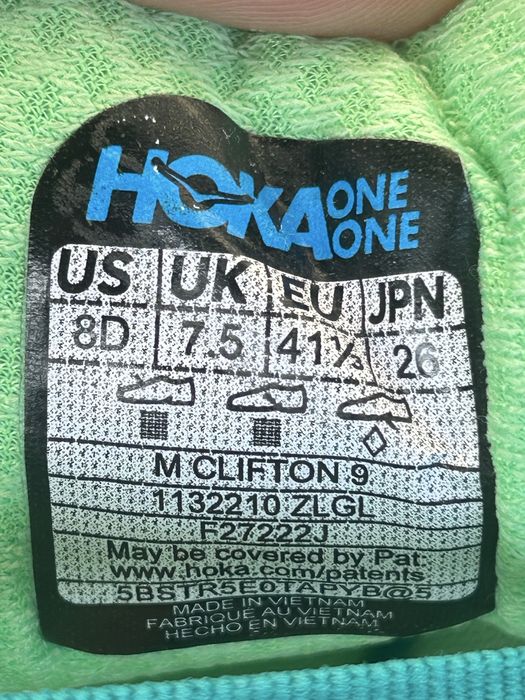 HOKA ONE ONE
US UK EU JPN
8D 7.5 41⅓ 26
M CLIFTON 9
1132210 ZLGL
F27222J
May be covered by Pat.
www.hoka.com/patents
5BSTR5E0TAPYB@5
MADE IN VIETNAM
FABRIQUE AU VIETNAM
HECHO EN VIETNAM